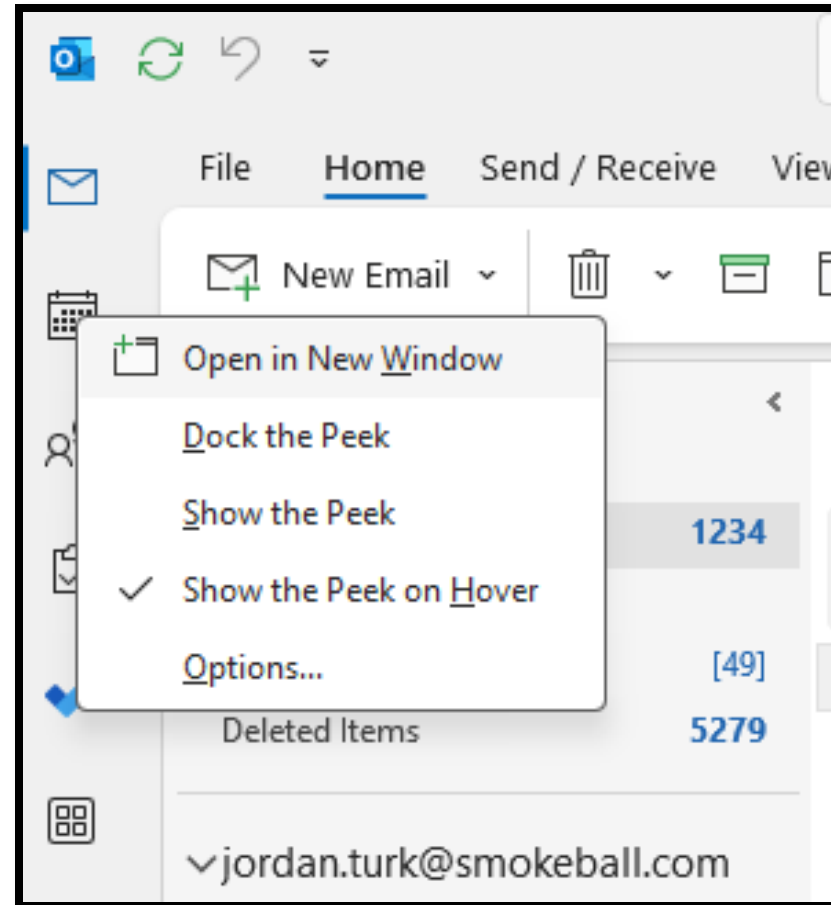 File Home Send / Receive View
New Email
Open in New Window
Dock the Peek
Show the Peek
1234
Show the Peek on Hover
Options...
[49]
Deleted Items 5279
jordan.turk@smokeball.com